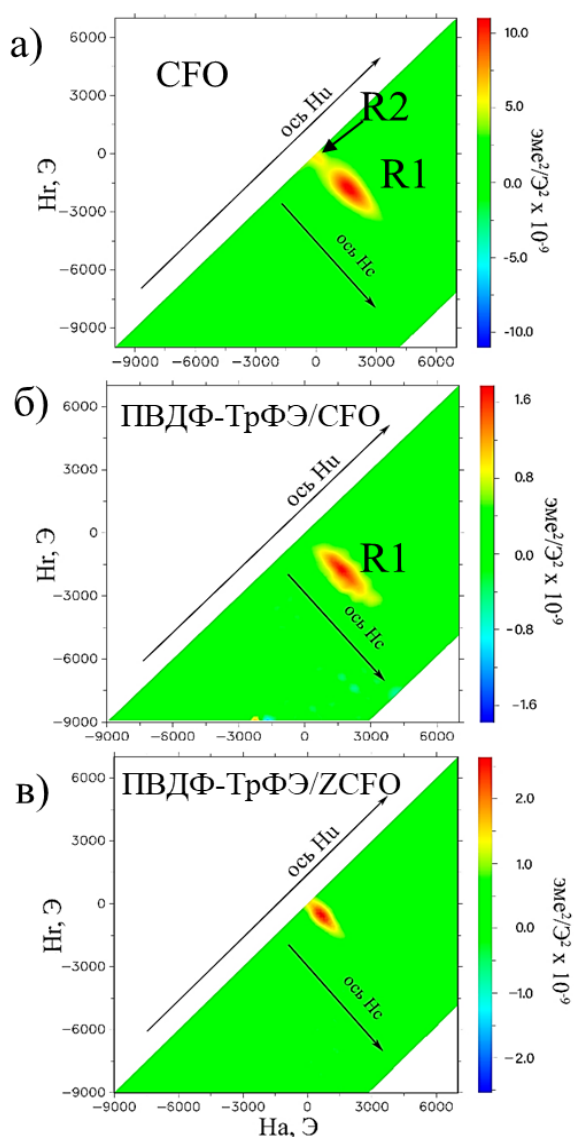 а)
CFO
ось Hu
R2
R1
ось Hc
Hr, Э
6000
3000
0
−3000
−6000
−9000
−9000 −6000 −3000 0 3000 6000
10.0
5.0
0.0
−5.0
−10.0
эме²/Э² x 10⁻⁹
б)
ПВДФ-ТрФЭ/CFO
ось Hu
R1
ось Hc
Hr, Э
6000
3000
0
−3000
−6000
−9000
−9000 −6000 −3000 0 3000 6000
1.6
0.8
0.0
−0.8
−1.6
эме²/Э² x 10⁻⁹
в)
ПВДФ-ТрФЭ/ZCFO
ось Hu
ось Hc
Hr, Э
6000
3000
0
−3000
−6000
−9000
−9000 −6000 −3000 0 3000 6000
Ha, Э
2.0
1.0
0.0
−1.0
−2.0
эме²/Э² x 10⁻⁹